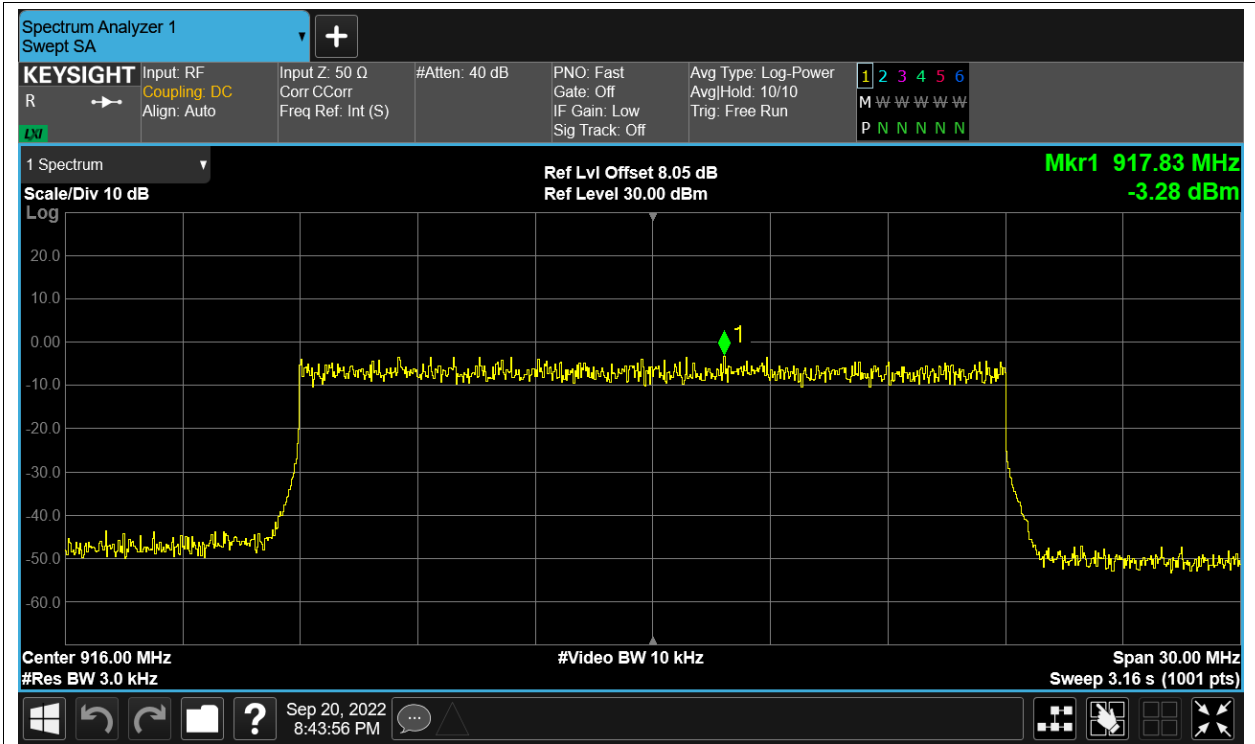 Spectrum Analyzer 1
Swept SA
KEYSIGHT
R
LXI
Input: RF
Coupling: DC
Align: Auto
Input Z: 50 Ω
Corr CCorr
Freq Ref: Int (S)
#Atten: 40 dB
PNO: Fast
Gate: Off
IF Gain: Low
Sig Track: Off
Avg Type: Log-Power
Avg|Hold: 10/10
Trig: Free Run
1 2 3 4 5 6
M W W W W W
P N N N N N
1 Spectrum
Scale/Div 10 dB
Log
Ref Lvl Offset 8.05 dB
Ref Level 30.00 dBm
Mkr1 917.83 MHz
-3.28 dBm
20.0
10.0
0.00
-10.0
-20.0
-30.0
-40.0
-50.0
-60.0
1
Center 916.00 MHz
#Res BW 3.0 kHz
#Video BW 10 kHz
Span 30.00 MHz
Sweep 3.16 s (1001 pts)
?
Sep 20, 2022
8:43:56 PM